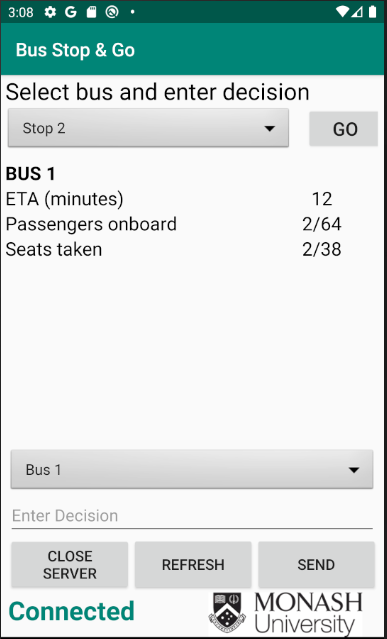 3:08
Bus Stop & Go
Select bus and enter decision
Stop 2
GO
BUS 1
ETA (minutes) 12
Passengers onboard 2/64
Seats taken 2/38
Bus 1
Enter Decision
CLOSE
SERVER
REFRESH
SEND
Connected
MONASH
University